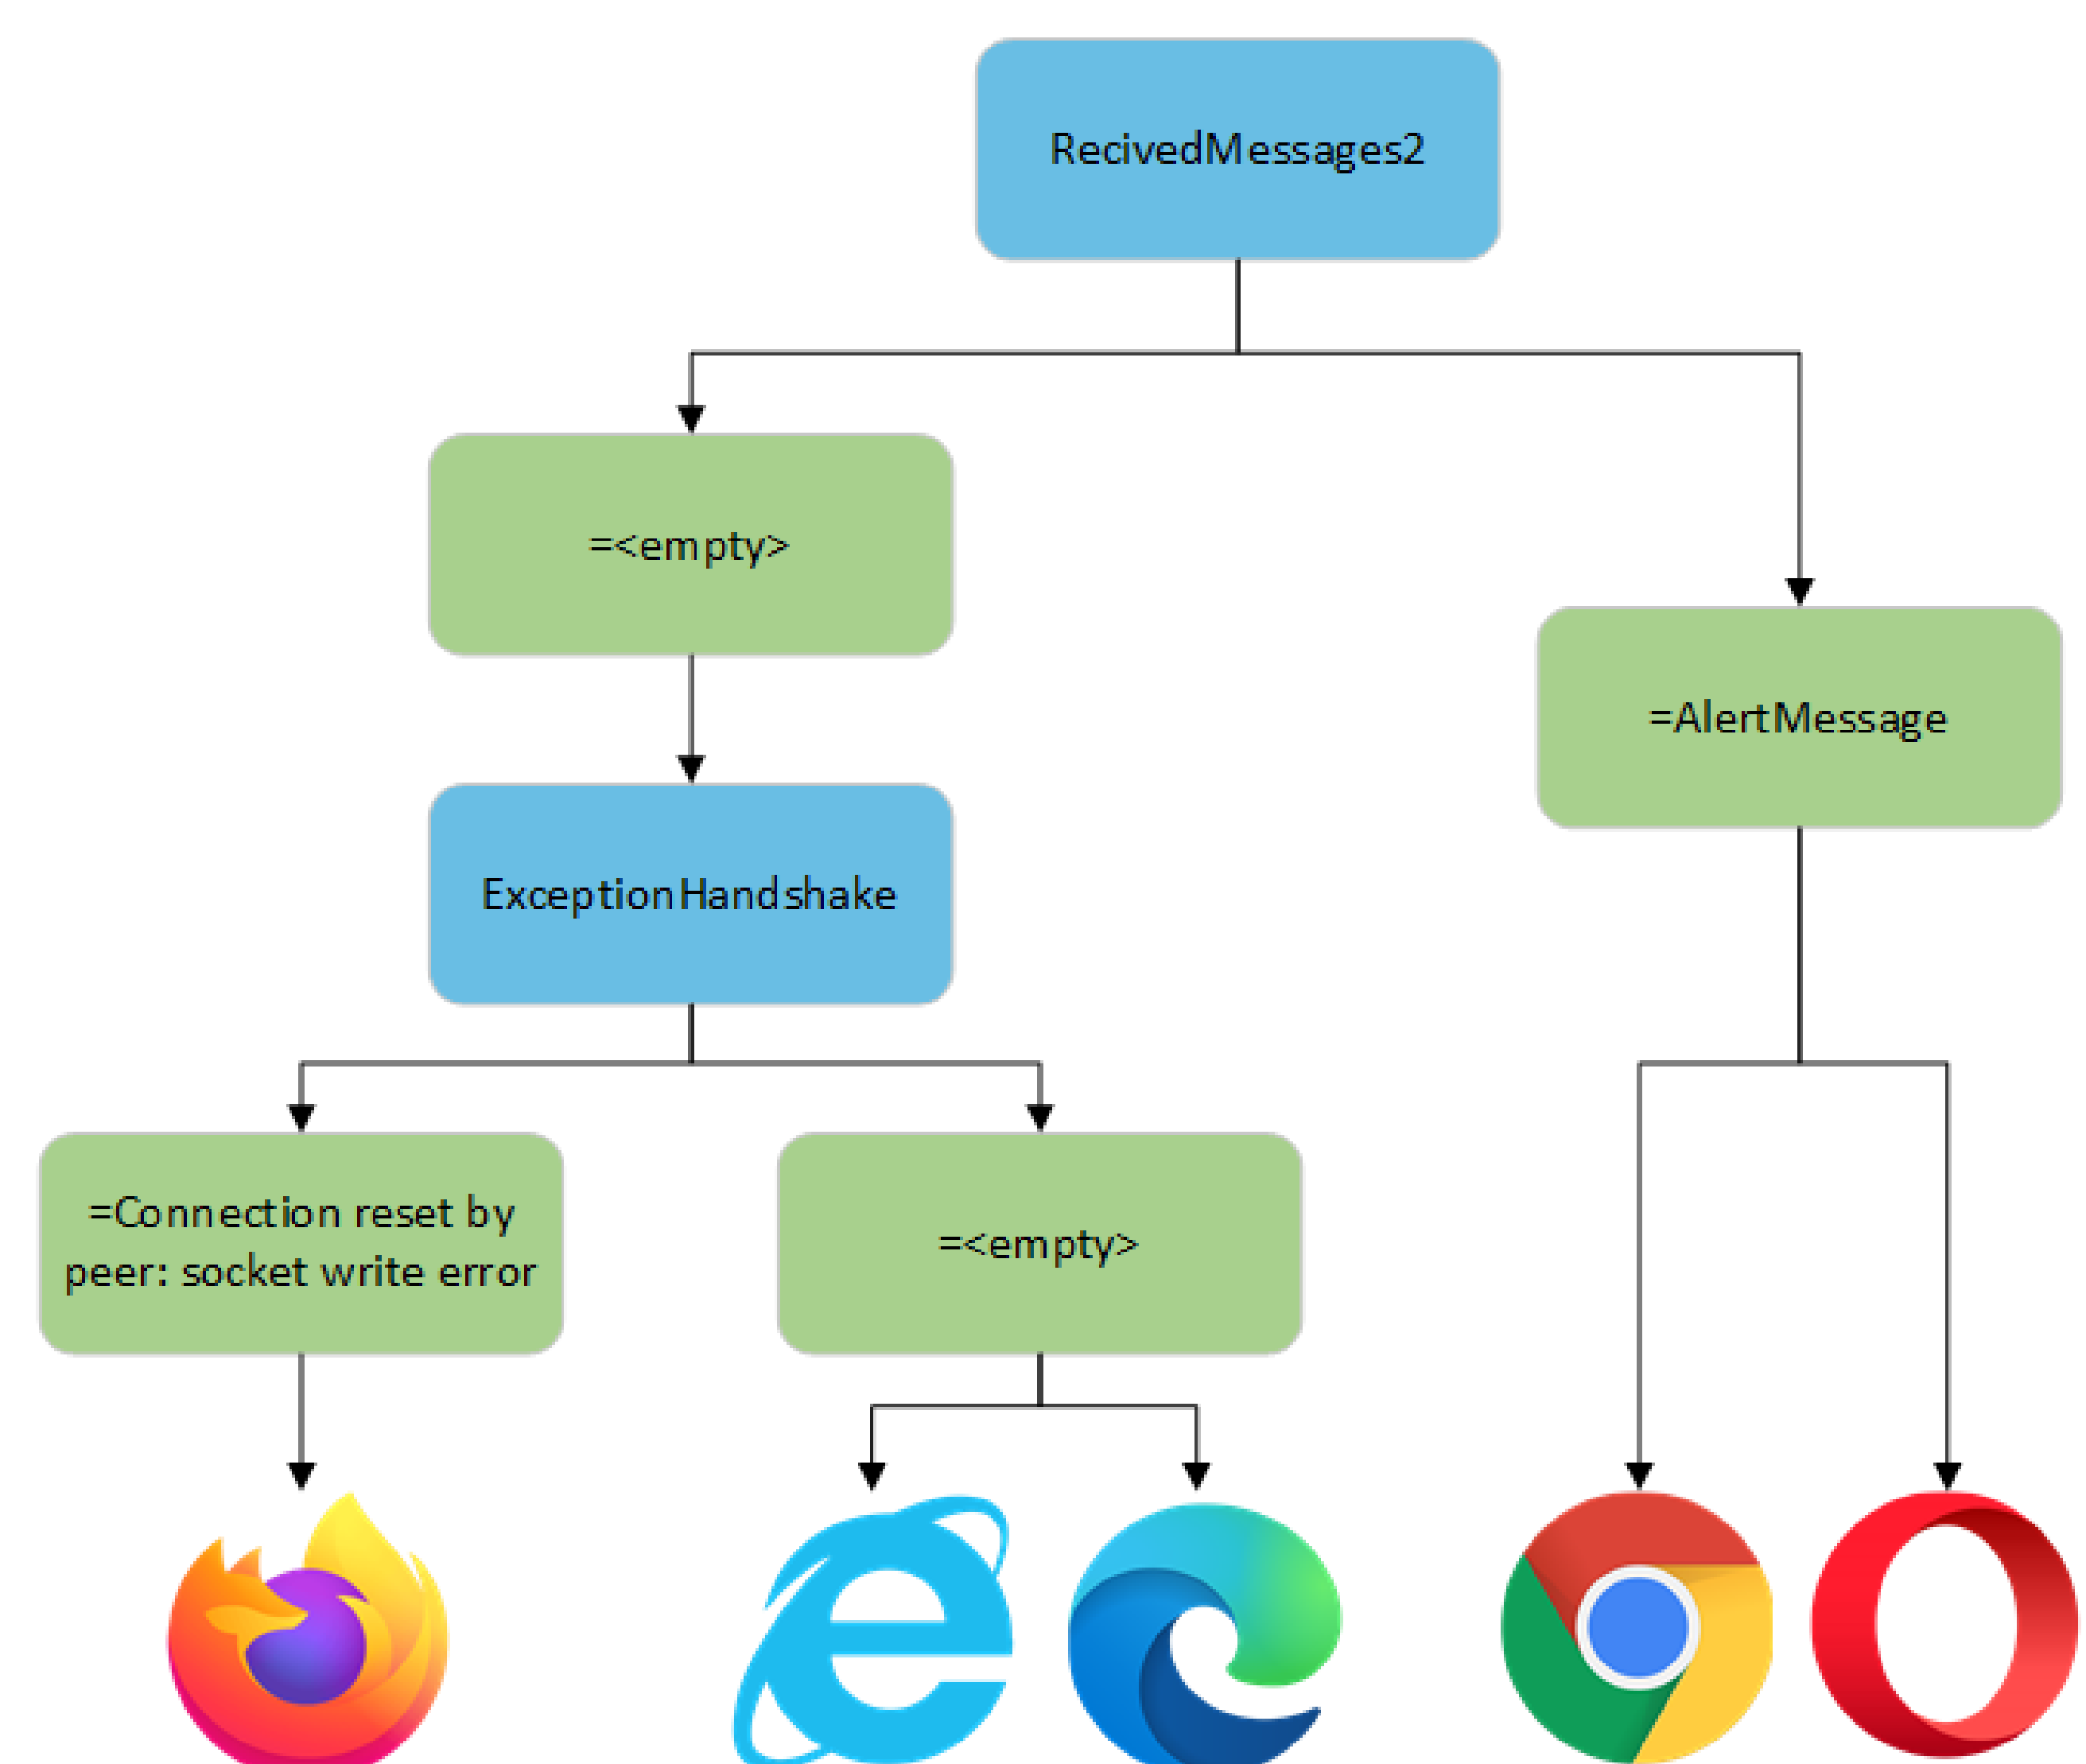 RecivedMessages2
=<empty>
=AlertMessage
ExceptionHandshake
=Connection reset by
peer: socket write error
=<empty>